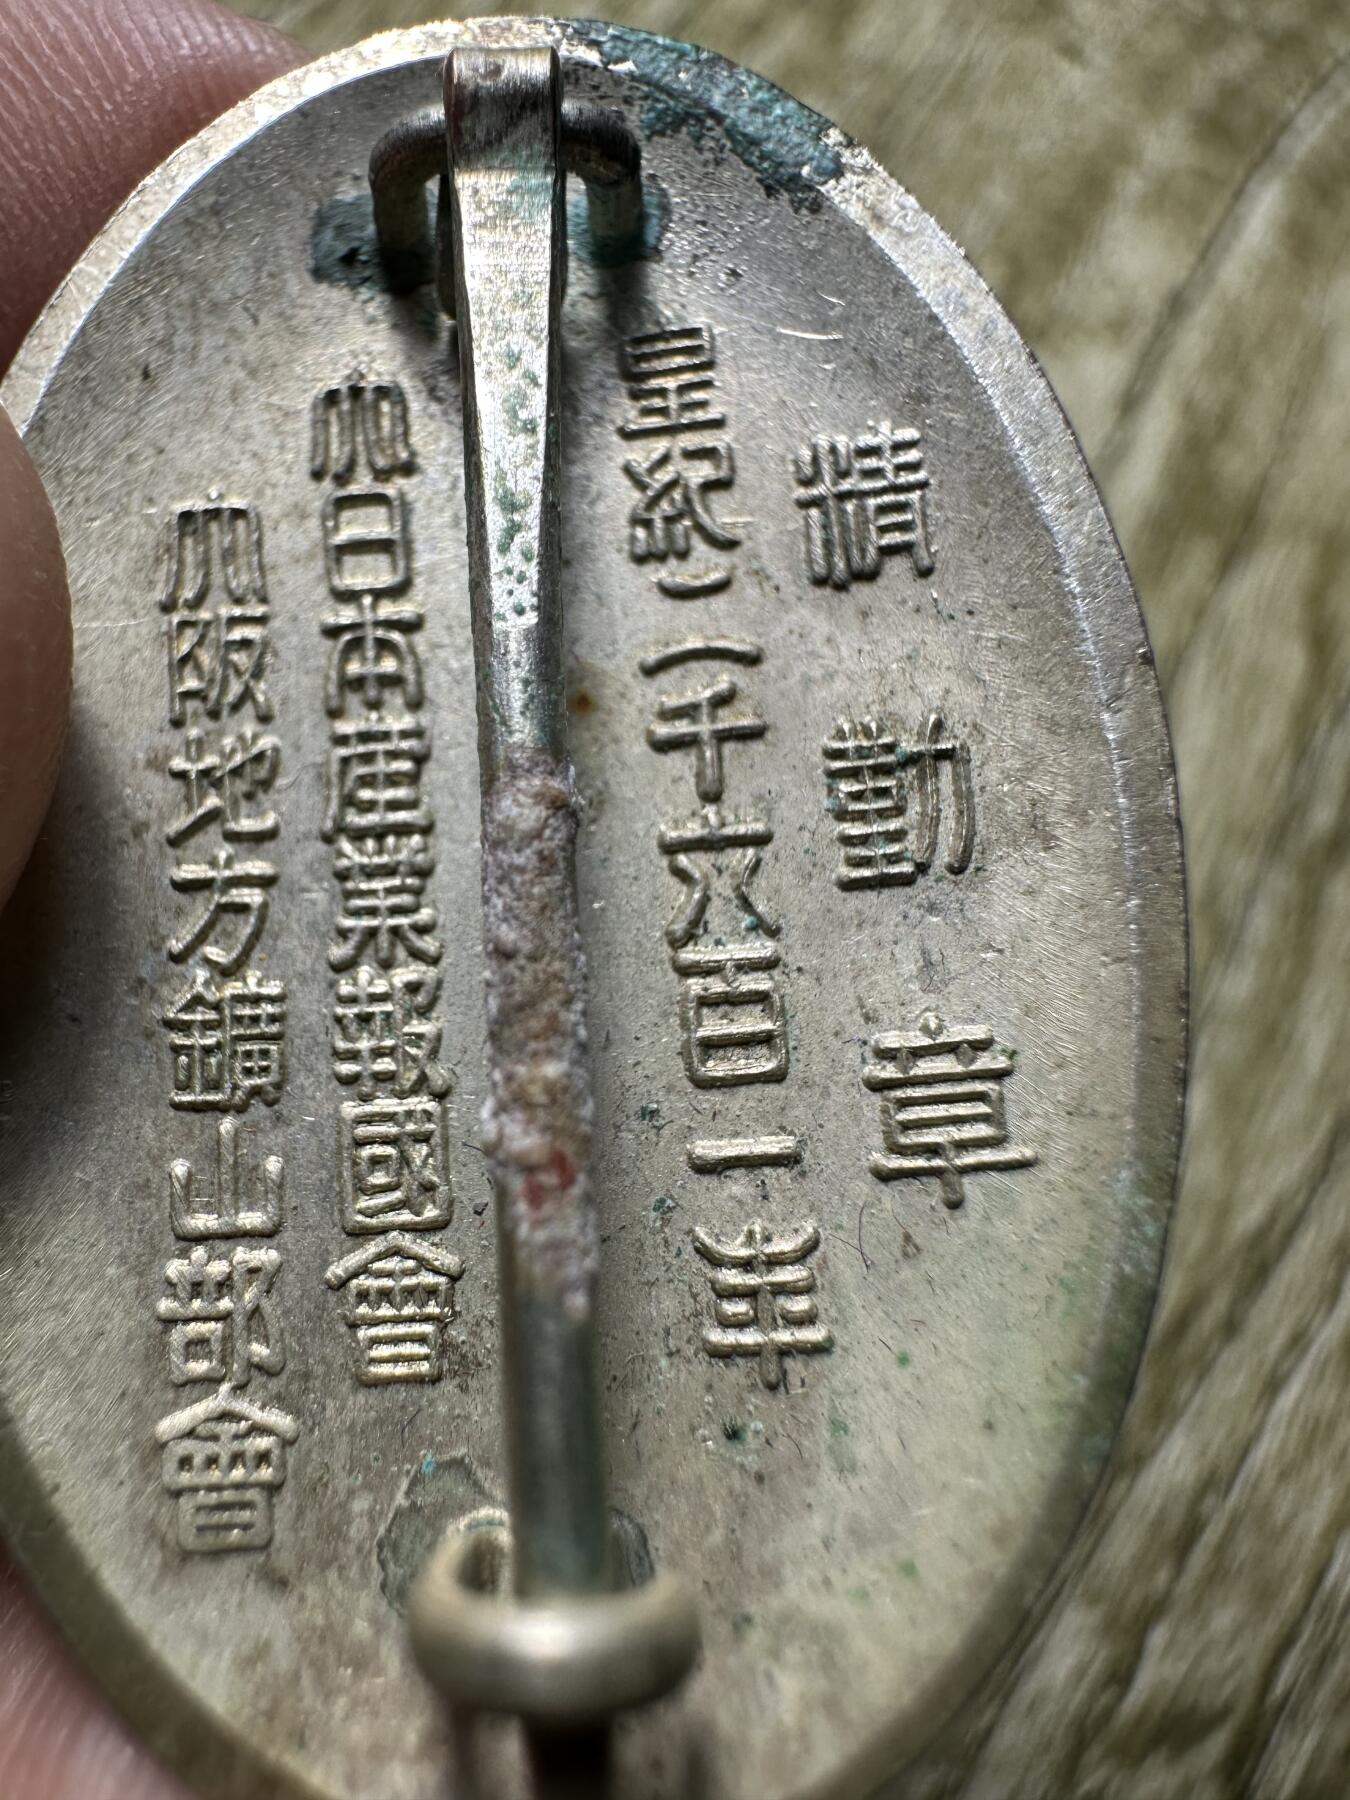 精勤章
皇紀二千六百一年
大日本産業報國會
大阪地方鑛山部會